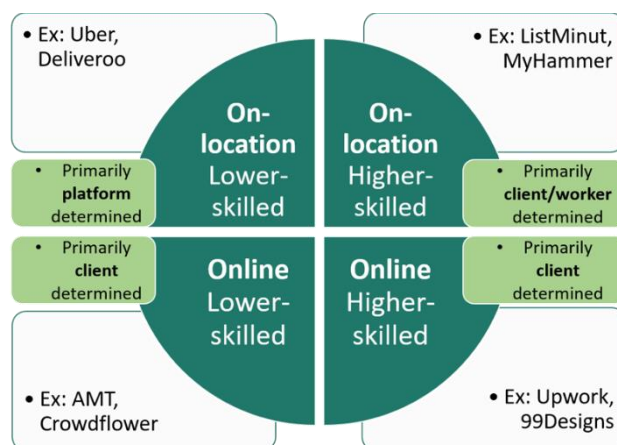 • Ex: Uber,
Deliveroo
On-
location
Lower-
skilled
• Primarily
platform
determined
On-
location
Higher-
skilled
• Ex: ListMinut,
MyHammer
• Primarily
client/worker
determined
• Primarily
client
determined
Online
Lower-
skilled
• Ex: AMT,
Crowdflower
Online
Higher-
skilled
• Primarily
client
determined
• Ex: Upwork,
99Designs